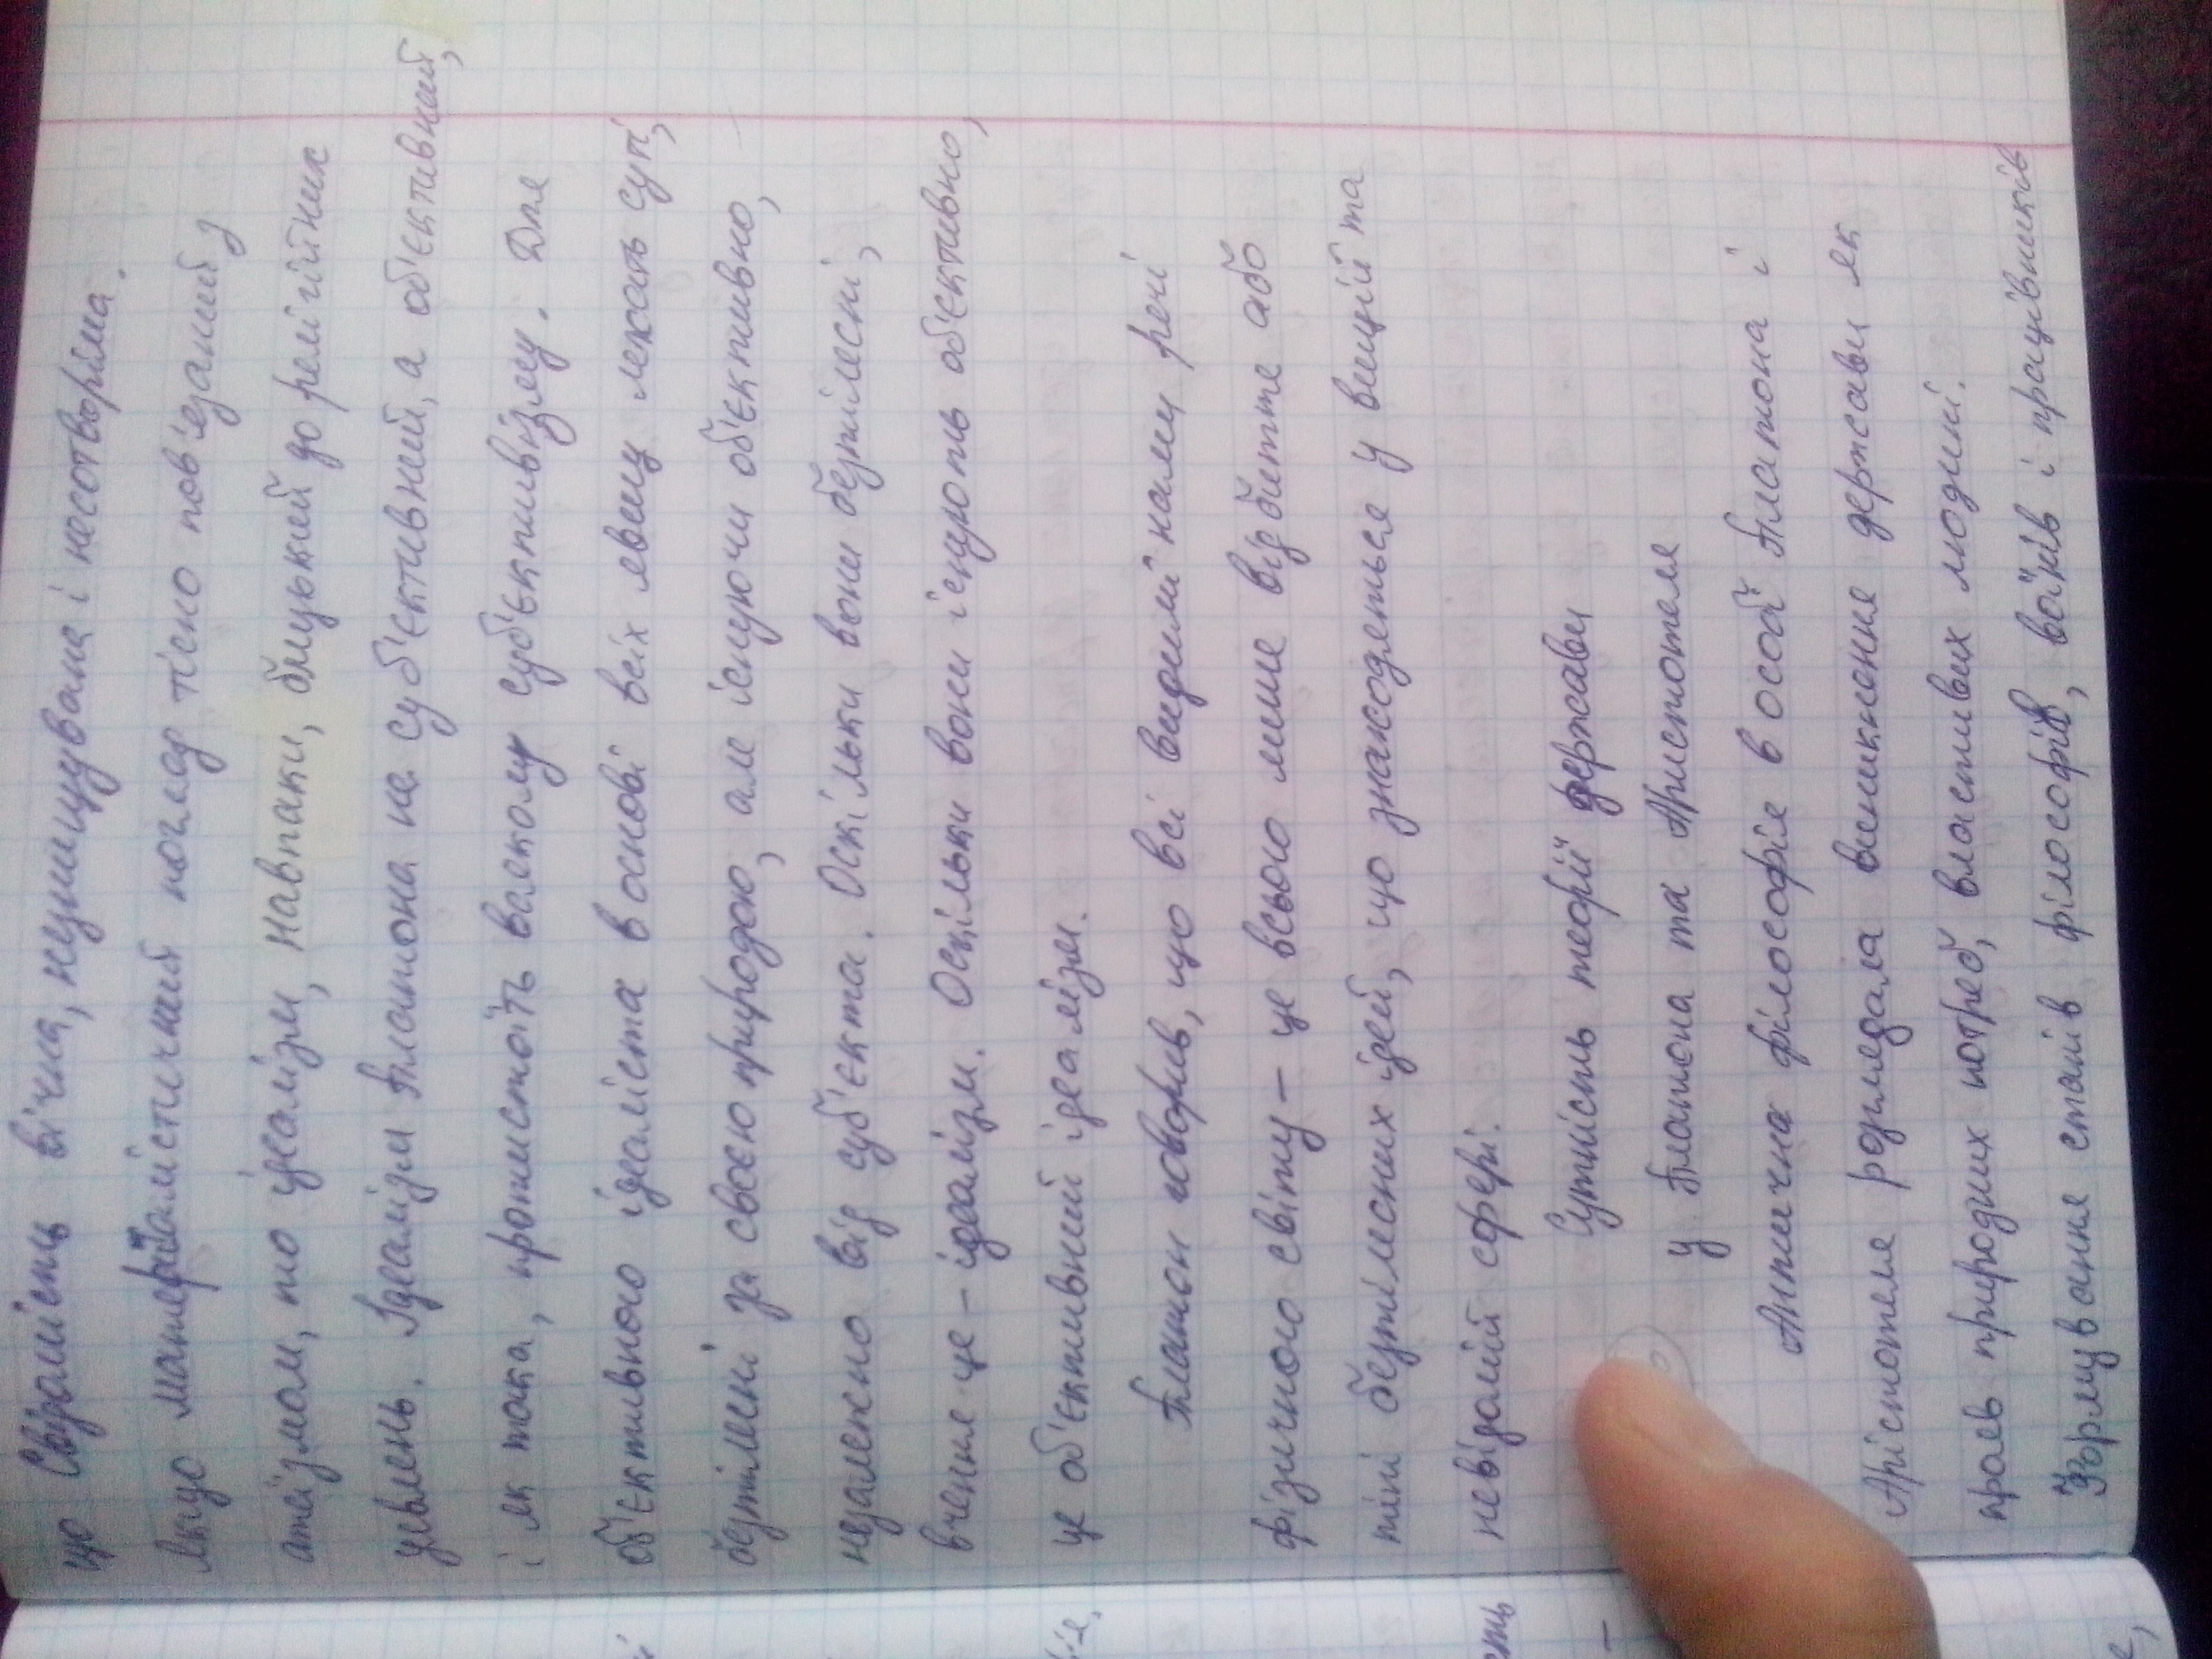 що Свідомість вічна, незнищувана і несотворіма.
Якщо матеріалістичний погляд тісно пов'язаний з
атеїзмом, то ідеалізм, навпаки, близький до релігійних
уявлень. Ідеалізм Платона не суб'єктивний, а об'єктивний,
і як така, протистоїть всякому суб'єктивізму. Для
об'єктивного ідеаліста в основі всіх явищ лежать суті,
безтілесні за своєю природою, але існуючи об'єктивно,
незалежно від суб'єкта. Оскільки вони безтілесні,
вчення це – ідеалізм. Оскільки вони існують об'єктивно,
це об'єктивний ідеалізм.
Платон говорив, що всі видимі нами речі
фізичного світу – це всього лише відбиття або
тіні безтілесних ідей, що знаходяться у вищій та
невідомій сфері.
Сутність теорії держави
у Платона та Аристотеля
Антична філософія в особі Платона і
Арістотеля розглядала виникнення держави як
прояв природних потреб, властивих людині.
Формування станів філософів, воїнів і працівників